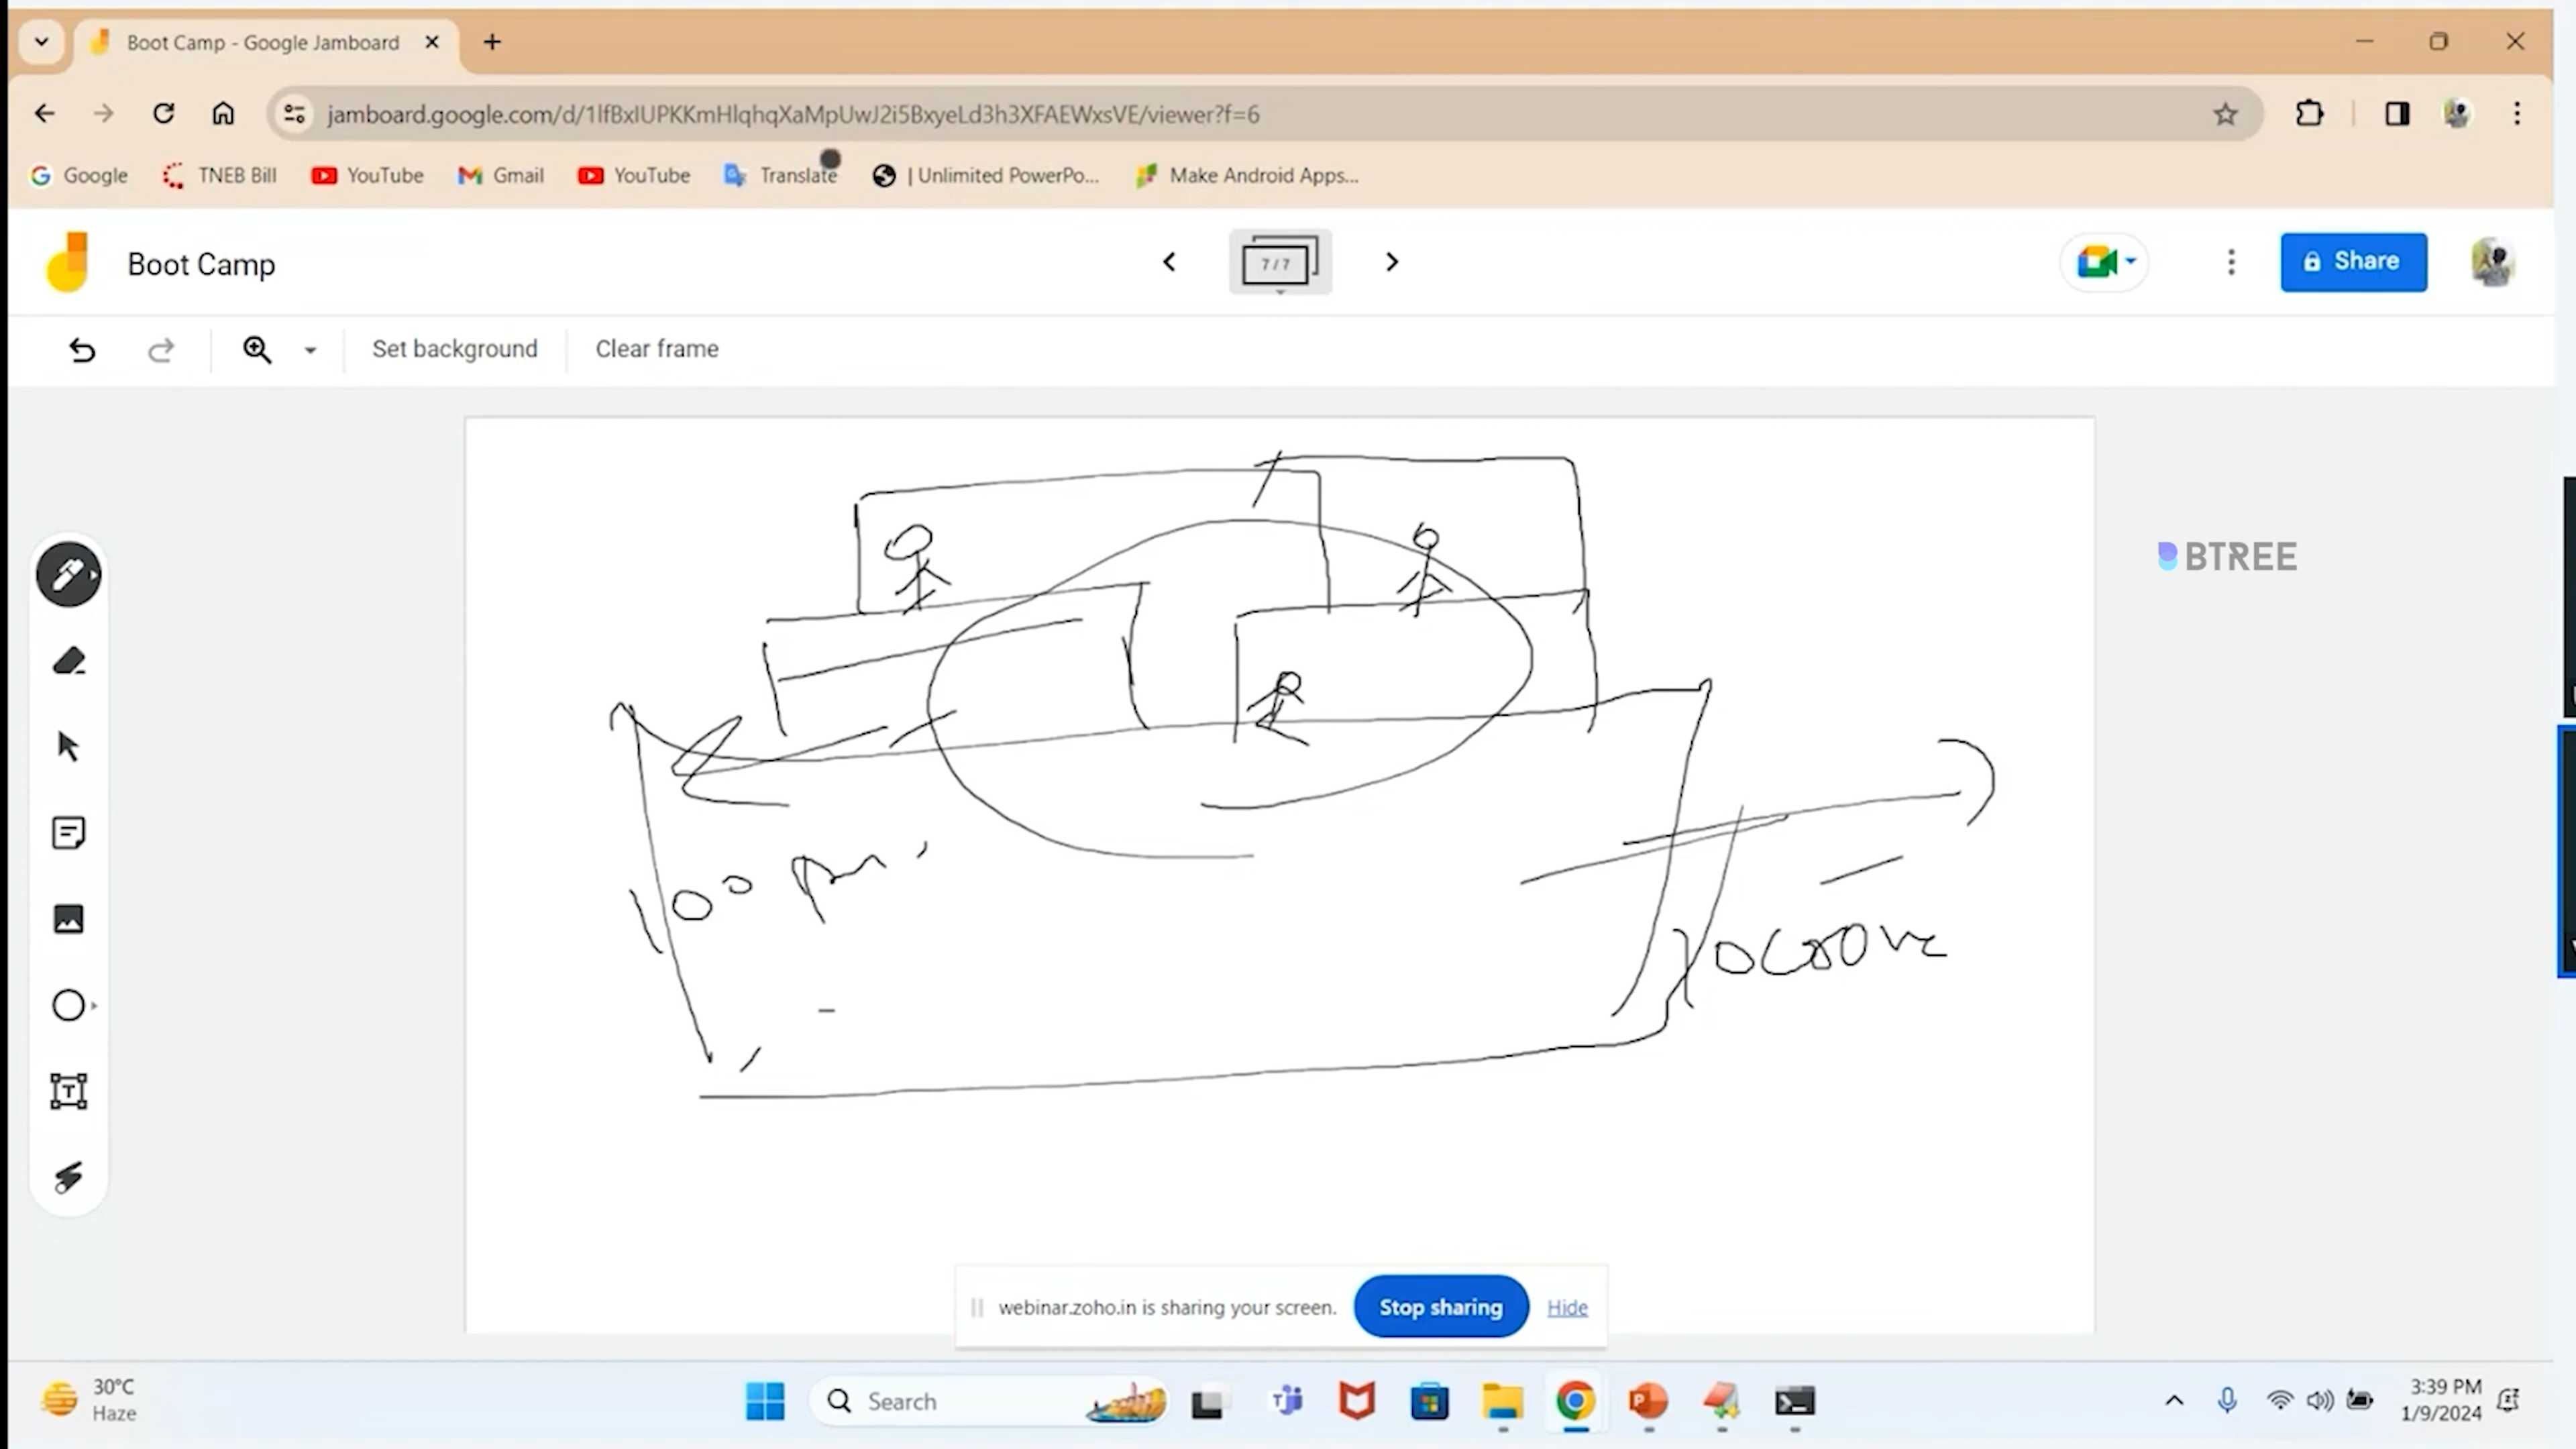 Boot Camp - Google Jamboard
jamboard.google.com/d/1lfBxIUPKKmHlqhqXaMpUwJ2i5BxyeLd3h3XFAEWxsVE/viewer?f=6
Google TNEB Bill YouTube Gmail YouTube Translate | Unlimited PowerPo... Make Android Apps...
Boot Camp
7 / 7
Share
Set background Clear frame
BTREE
100
webinar.zoho.in is sharing your screen. Stop sharing Hide
30°C
Haze
Search
3:39 PM
1/9/2024